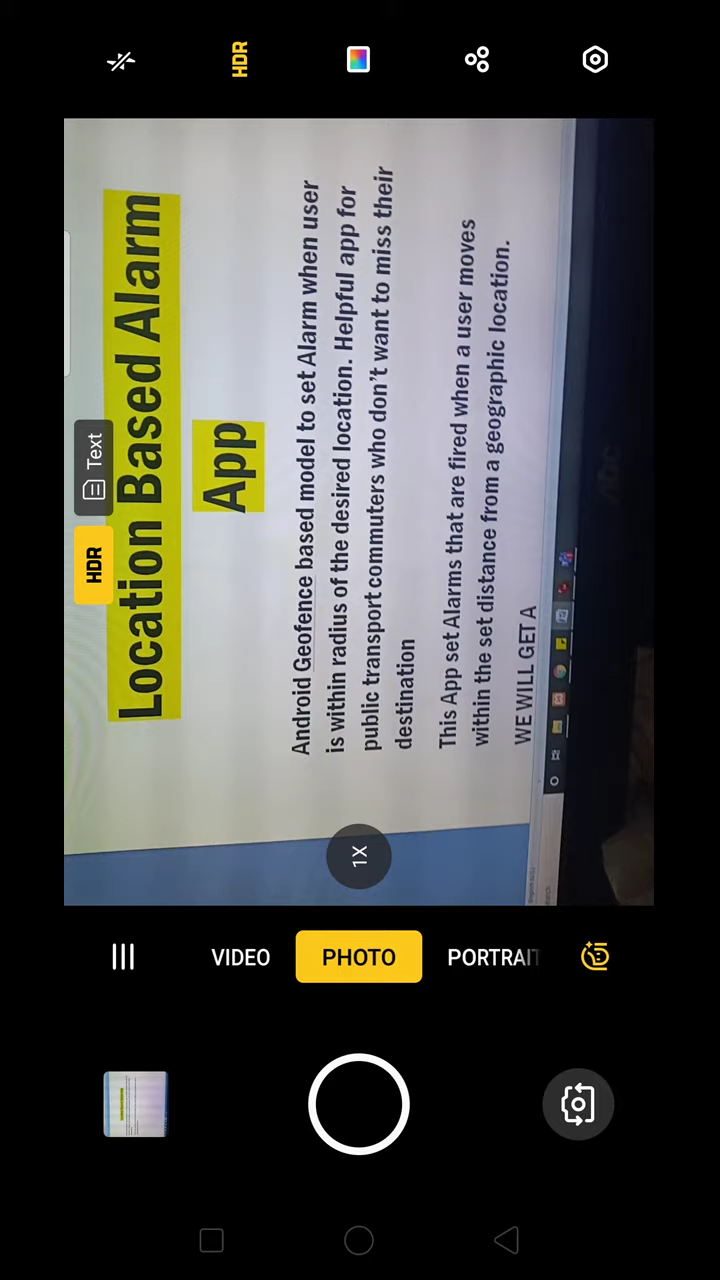 HDR
Text
HDR
Location Based Alarm
App
Android Geofence based model to set Alarm when user
is within radius of the desired location. Helpful app for
public transport commuters who don't want to miss their
destination
This App set Alarms that are fired when a user moves
within the set distance from a geographic location.
WE WILL GET A
1X
VIDEO
PHOTO
PORTRAIT